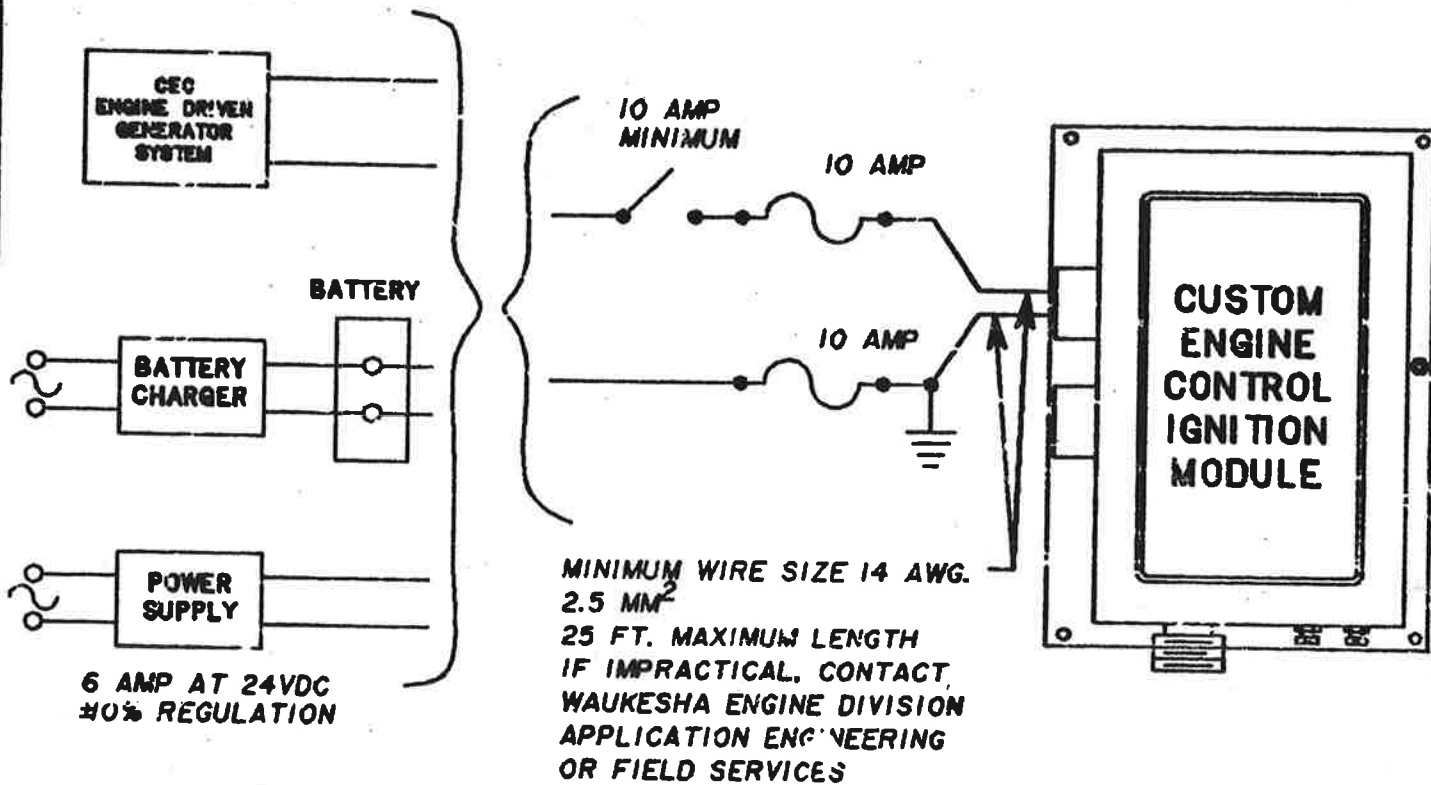 CEC
ENGINE DRIVEN
GENERATOR
SYSTEM
10 AMP
MINIMUM
10 AMP
BATTERY
BATTERY
CHARGER
10 AMP
CUSTOM
ENGINE
CONTROL
IGNITION
MODULE
POWER
SUPPLY
6 AMP AT 24VDC
±10% REGULATION
MINIMUM WIRE SIZE 14 AWG.
2.5 MM²
25 FT. MAXIMUM LENGTH
IF IMPRACTICAL, CONTACT
WAUKESHA ENGINE DIVISION
APPLICATION ENGINEERING
OR FIELD SERVICES